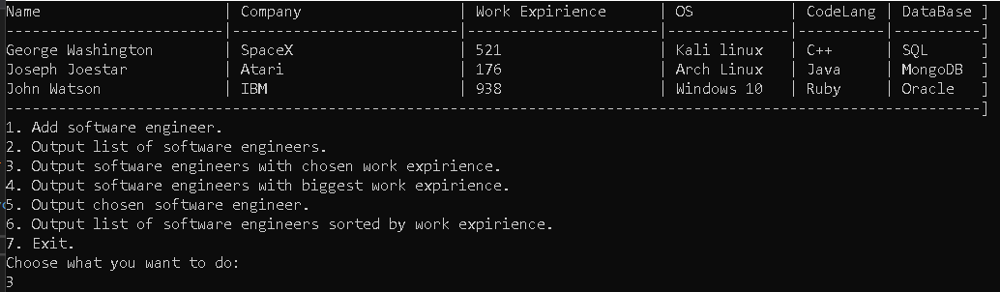 Name | Company | Work Expirience | OS | CodeLang | DataBase ]
--------------------------|----------------------------|----------------------|---------------|----------|----------]
George Washington | SpaceX | 521 | Kali linux | C++ | SQL ]
Joseph Joestar | Atari | 176 | Arch Linux | Java | MongoDB ]
John Watson | IBM | 938 | Windows 10 | Ruby | Oracle ]
--------------------------------------------------------------------------------------------------------------------]
1. Add software engineer.
2. Output list of software engineers.
3. Output software engineers with chosen work expirience.
4. Output software engineers with biggest work expirience.
5. Output chosen software engineer.
6. Output list of software engineers sorted by work expirience.
7. Exit.
Choose what you want to do:
3